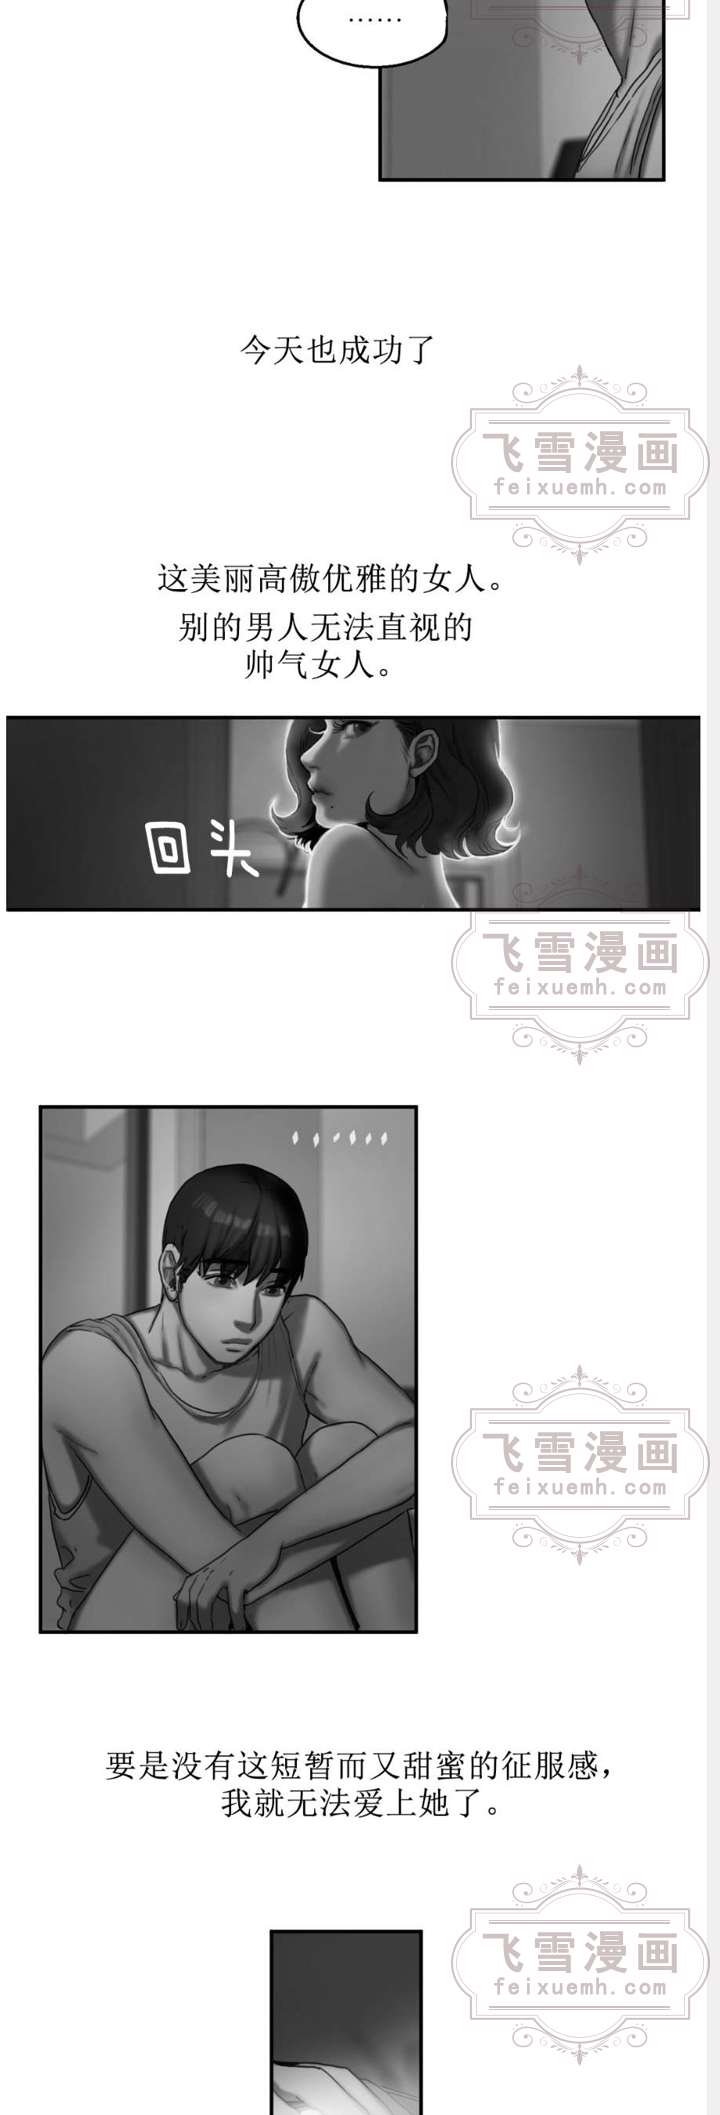 ……
今天也成功了
飞雪漫画
feixuemh.com
这美丽高傲优雅的女人。
别的男人无法直视的
帅气女人。
回头
飞雪漫画
feixuemh.com
……
飞雪漫画
feixuemh.com
要是没有这短暂而又甜蜜的征服感，
我就无法爱上她了。
飞雪漫画
feixuemh.com